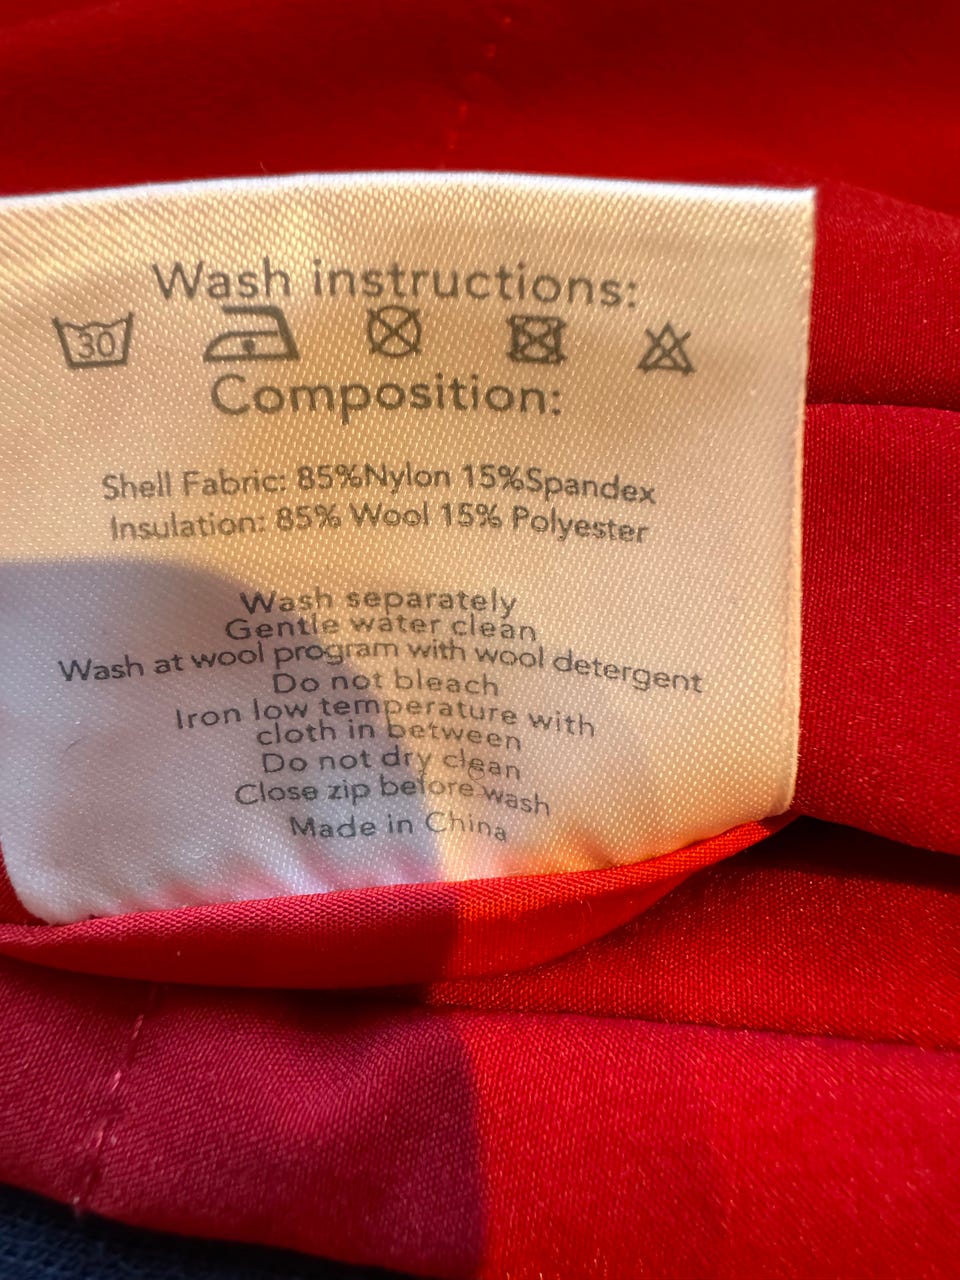 Wash instructions:
30
Composition:
Shell Fabric: 85%Nylon 15%Spandex
Insulation: 85% Wool 15% Polyester
Wash separately
Gentle water clean
Wash at wool program with wool detergent
Do not bleach
Iron low temperature with
cloth in between
Do not dry clean
Close zip before wash
Made in China